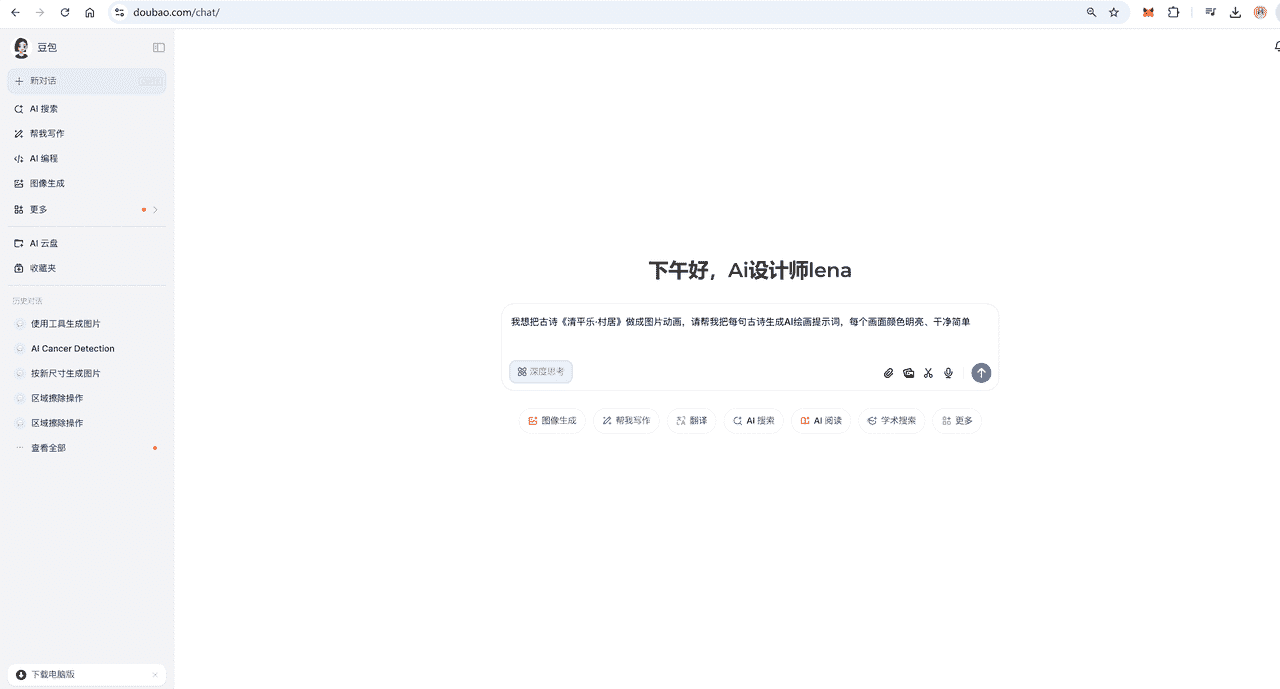 doubao.com/chat/
豆包
新对话
AI 搜索
帮我写作
AI 编程
图像生成
更多
AI 云盘
收藏夹
历史对话
使用工具生成图片
AI Cancer Detection
按新尺寸生成图片
区域擦除操作
区域擦除操作
查看全部
下载电脑版
下午好，Ai设计师lena
我想把古诗《清平乐·村居》做成图片动画，请帮我把每句古诗生成AI绘画提示词，每个画面颜色明亮、干净简单
深度思考
图像生成 帮我写作 翻译 AI 搜索 AI 阅读 学术搜索 更多